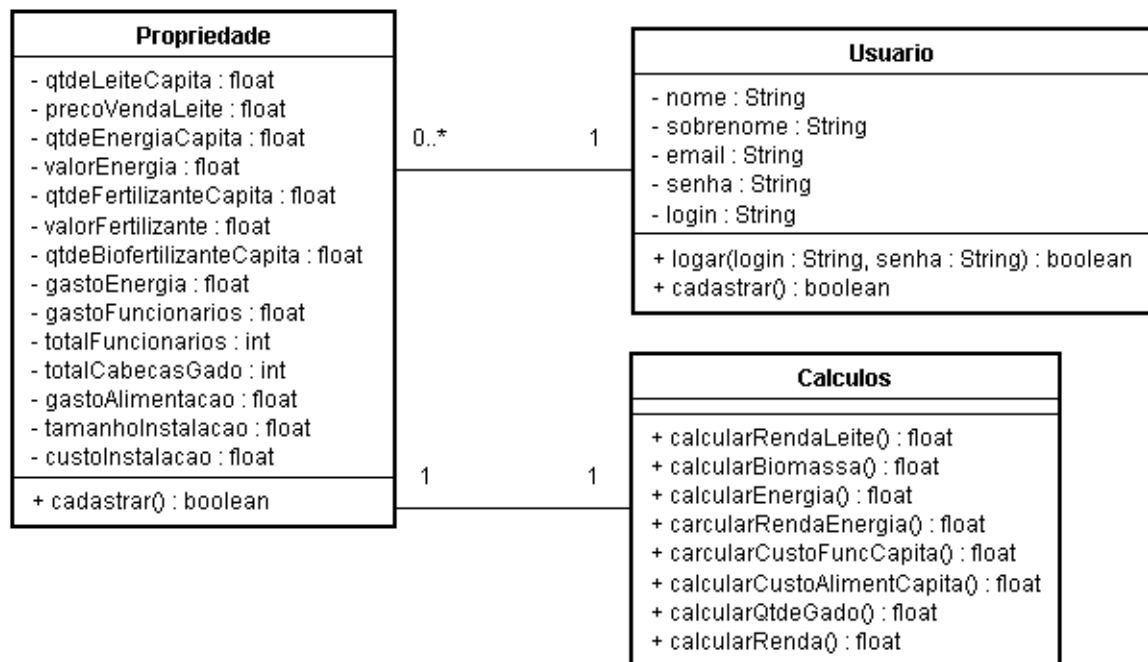 Propriedade
- qtdeLeiteCapita : float
- precoVendaLeite : float
- qtdeEnergiaCapita : float
- valorEnergia : float
- qtdeFertilizanteCapita : float
- valorFertilizante : float
- qtdeBiofertilizanteCapita : float
- gastoEnergia : float
- gastoFuncionarios : float
- totalFuncionarios : int
- totalCabecasGado : int
- gastoAlimentacao : float
- tamanhoInstalacao : float
- custoInstalacao : float
+ cadastrar() : boolean
0..*
1
Usuario
- nome : String
- sobrenome : String
- email : String
- senha : String
- login : String
+ logar(login : String, senha : String) : boolean
+ cadastrar() : boolean
1
1
Calculos
+ calcularRendaLeite() : float
+ calcularBiomassa() : float
+ calcularEnergia() : float
+ carcularRendaEnergia() : float
+ carcularCustoFuncCapita() : float
+ calcularCustoAlimentCapita() : float
+ calcularQtdeGado() : float
+ calcularRenda() : float